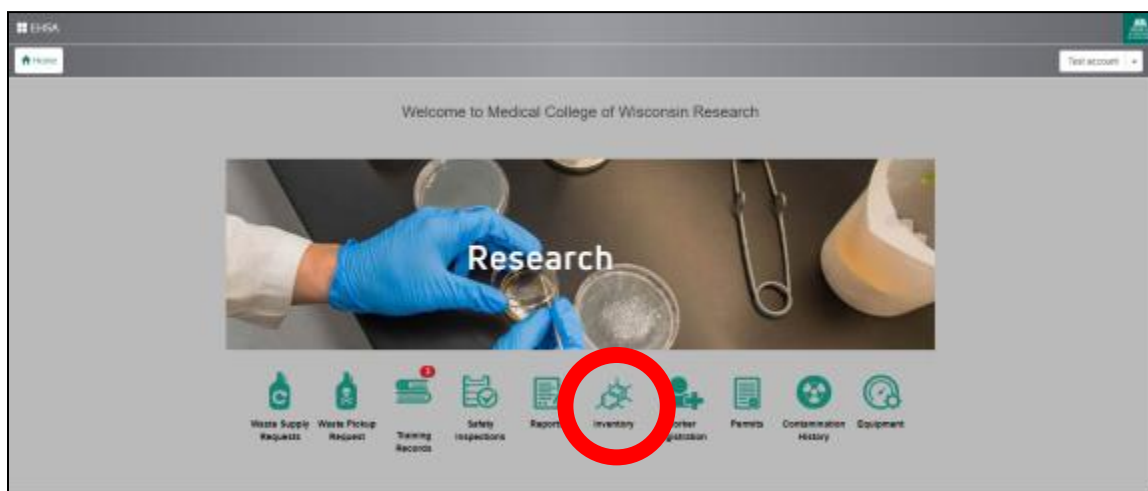 EHSA
Home
Test account
Welcome to Medical College of Wisconsin Research
Research
3
Waste Supply Requests
Waste Pickup Request
Training Records
Safety Inspections
Inventory
Permits
Contamination History
Equipment